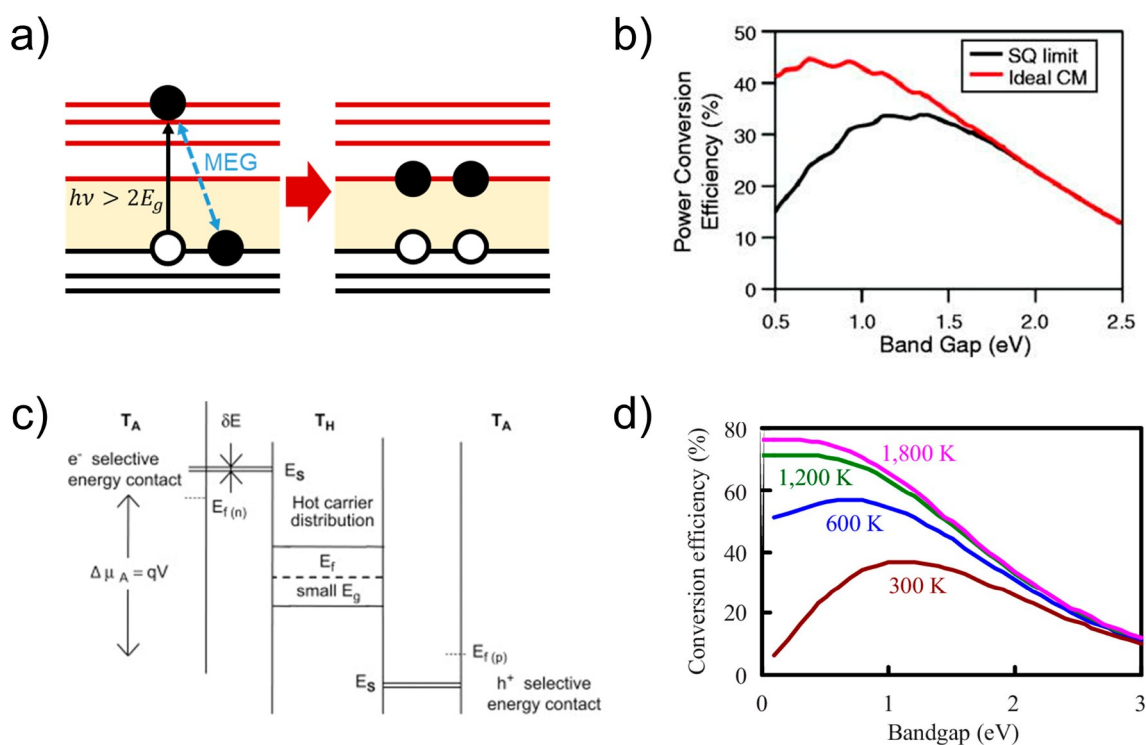 a)
MEG
hν > 2E_g
b)
50
40
30
20
10
0
Power Conversion
Efficiency (%)
SQ limit
Ideal CM
0.5
1.0
1.5
2.0
2.5
Band Gap (eV)
c)
T_A
δE
T_H
T_A
e⁻ selective
energy contact
E_S
E_f(n)
Hot carrier
distribution
Δμ_A = qV
E_f
small E_g
E_f(p)
E_S
h⁺ selective
energy contact
d)
80
60
40
20
0
Conversion efficiency (%)
1,800 K
1,200 K
600 K
300 K
0
1
2
3
Bandgap (eV)